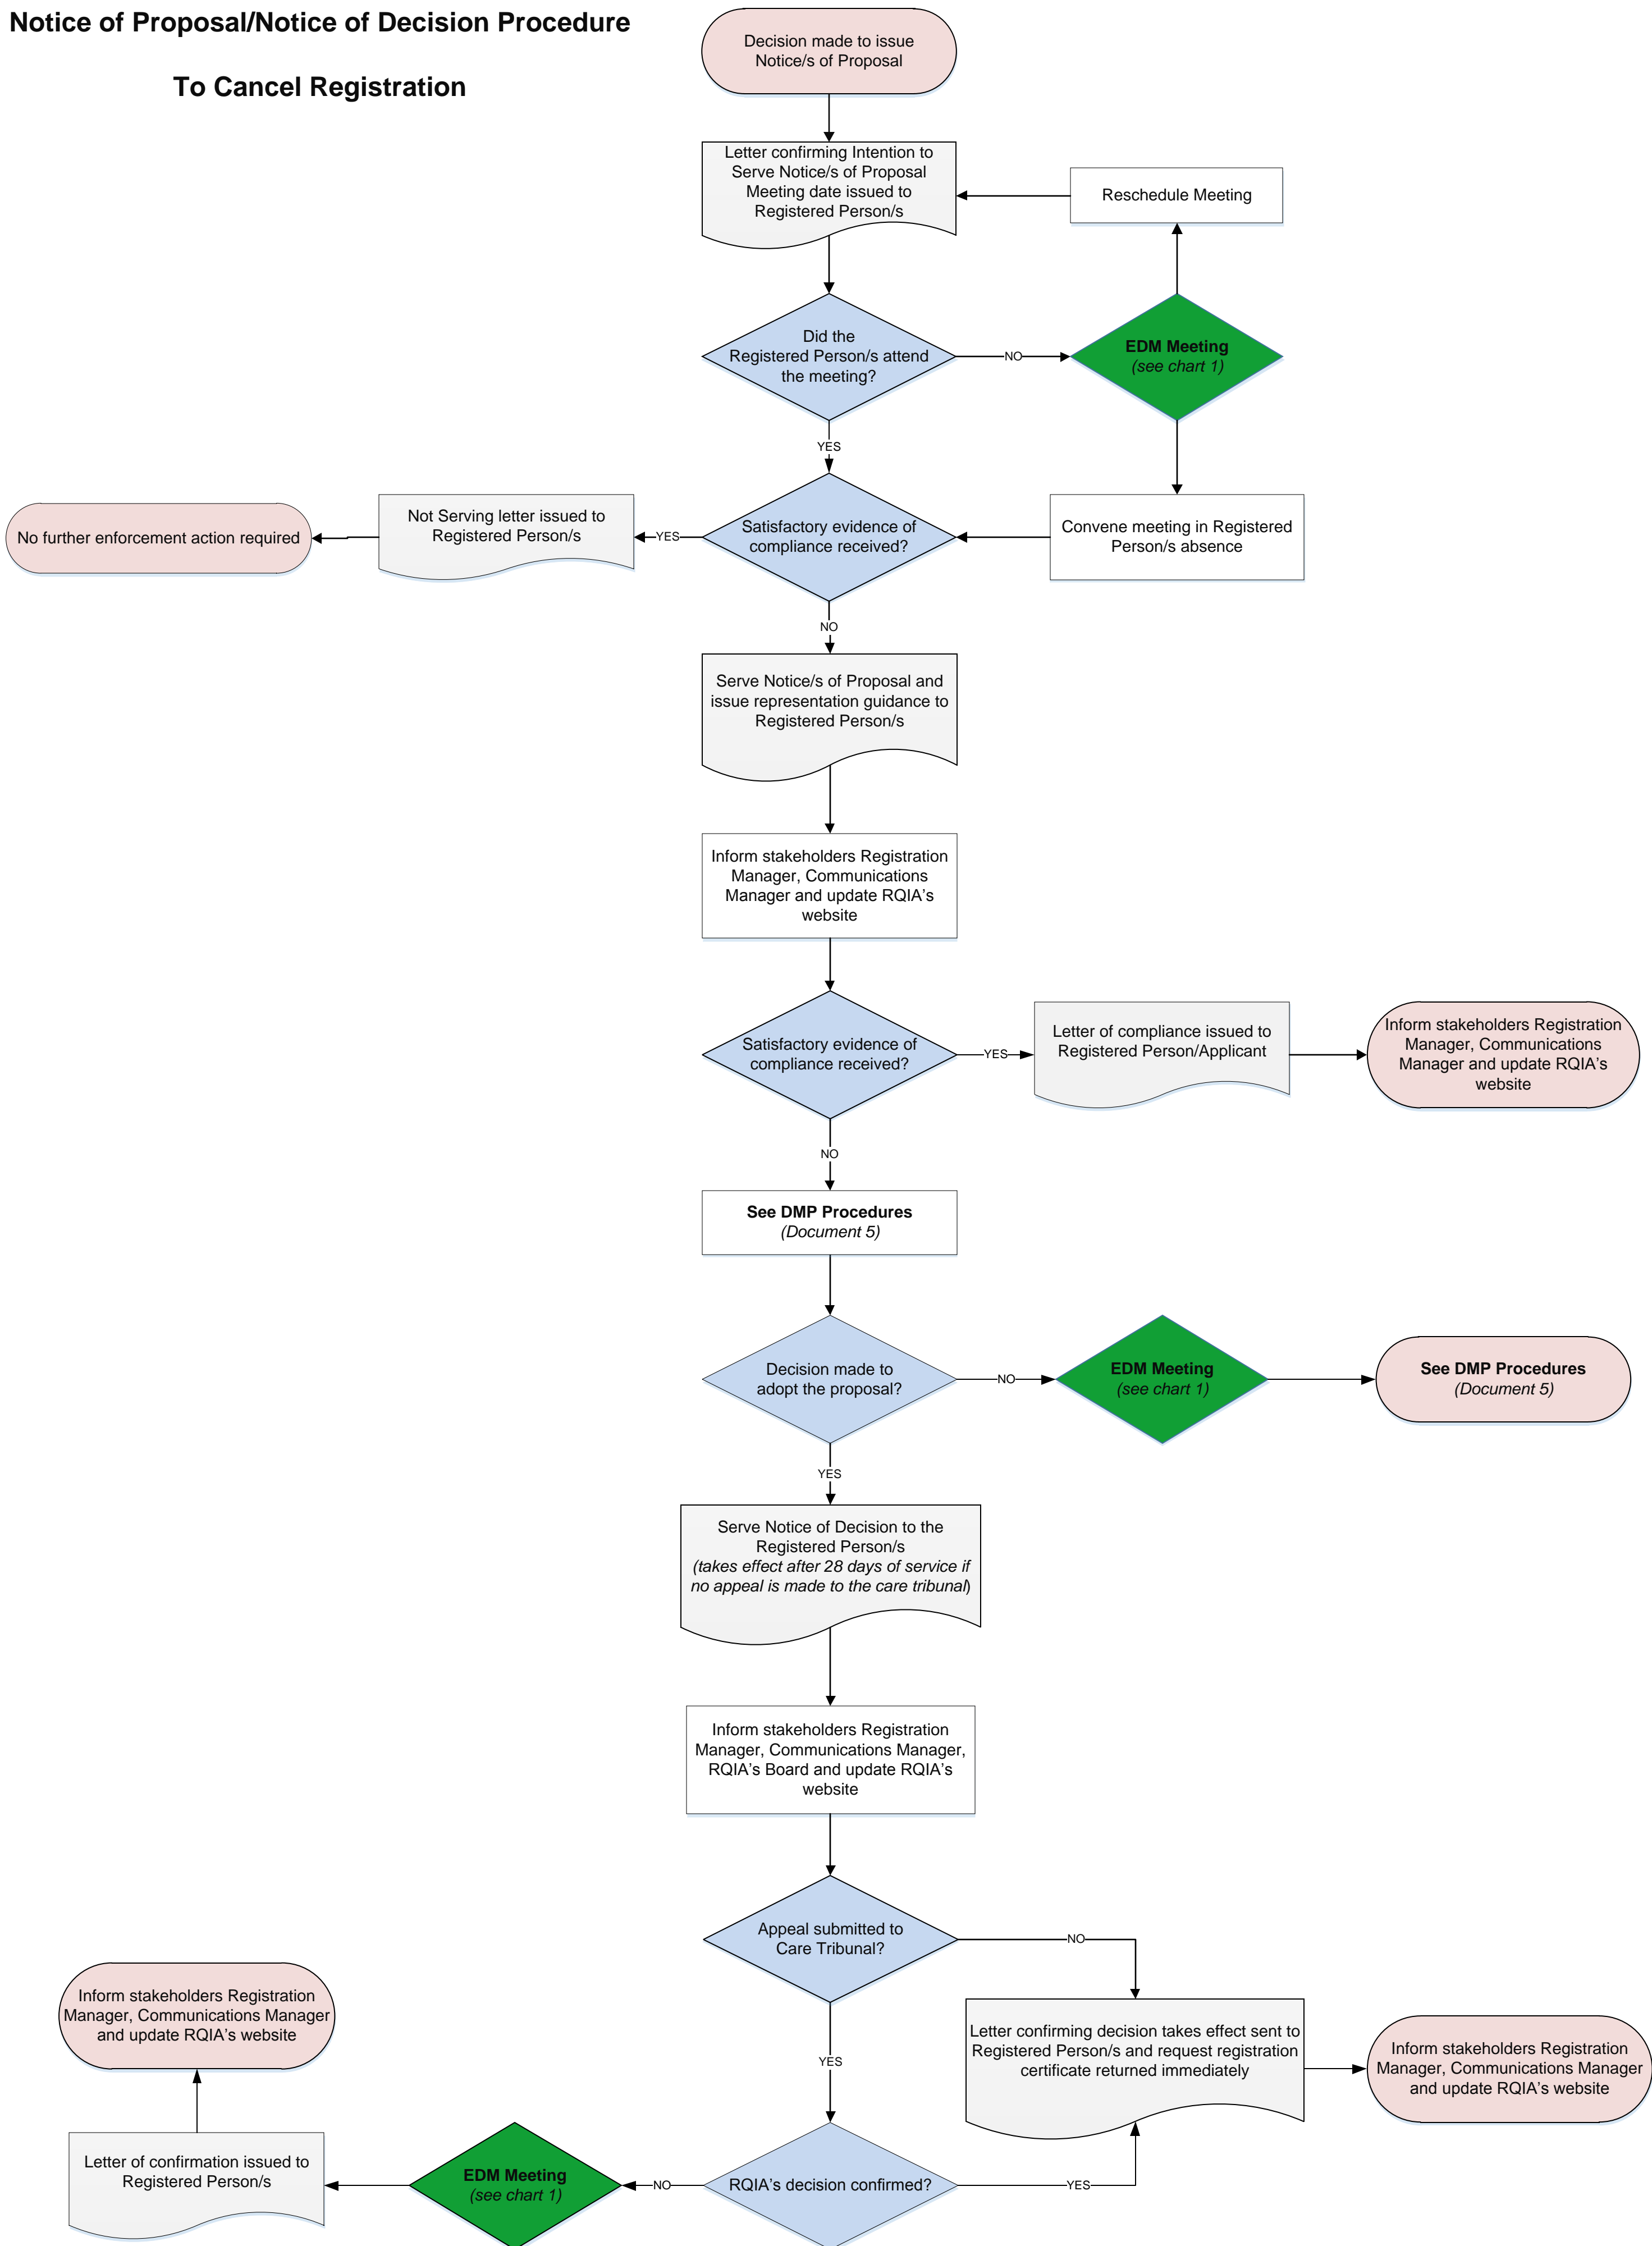 Notice of Proposal/Notice of Decision Procedure
To Cancel Registration
Decision made to issue
Notice/s of Proposal
Letter confirming Intention to
Serve Notice/s of Proposal
Meeting date issued to
Registered Person/s
Reschedule Meeting
Did the
Registered Person/s attend
the meeting?
NO
EDM Meeting
(see chart 1)
YES
No further enforcement action required
Not Serving letter issued to
Registered Person/s
YES
Satisfactory evidence of
compliance received?
Convene meeting in Registered
Person/s absence
NO
Serve Notice/s of Proposal and
issue representation guidance to
Registered Person/s
Inform stakeholders Registration
Manager, Communications
Manager and update RQIA's
website
Satisfactory evidence of
compliance received?
YES
Letter of compliance issued to
Registered Person/Applicant
Inform stakeholders Registration
Manager, Communications
Manager and update RQIA's
website
NO
See DMP Procedures
(Document 5)
Decision made to
adopt the proposal?
NO
EDM Meeting
(see chart 1)
See DMP Procedures
(Document 5)
YES
Serve Notice of Decision to the
Registered Person/s
(takes effect after 28 days of service if
no appeal is made to the care tribunal)
Inform stakeholders Registration
Manager, Communications Manager,
RQIA's Board and update RQIA's
website
Appeal submitted to
Care Tribunal?
NO
Letter confirming decision takes effect sent to
Registered Person/s and request registration
certificate returned immediately
Inform stakeholders Registration
Manager, Communications Manager
and update RQIA's website
YES
RQIA's decision confirmed?
YES
NO
EDM Meeting
(see chart 1)
Letter of confirmation issued to
Registered Person/s
Inform stakeholders Registration
Manager, Communications Manager
and update RQIA's website